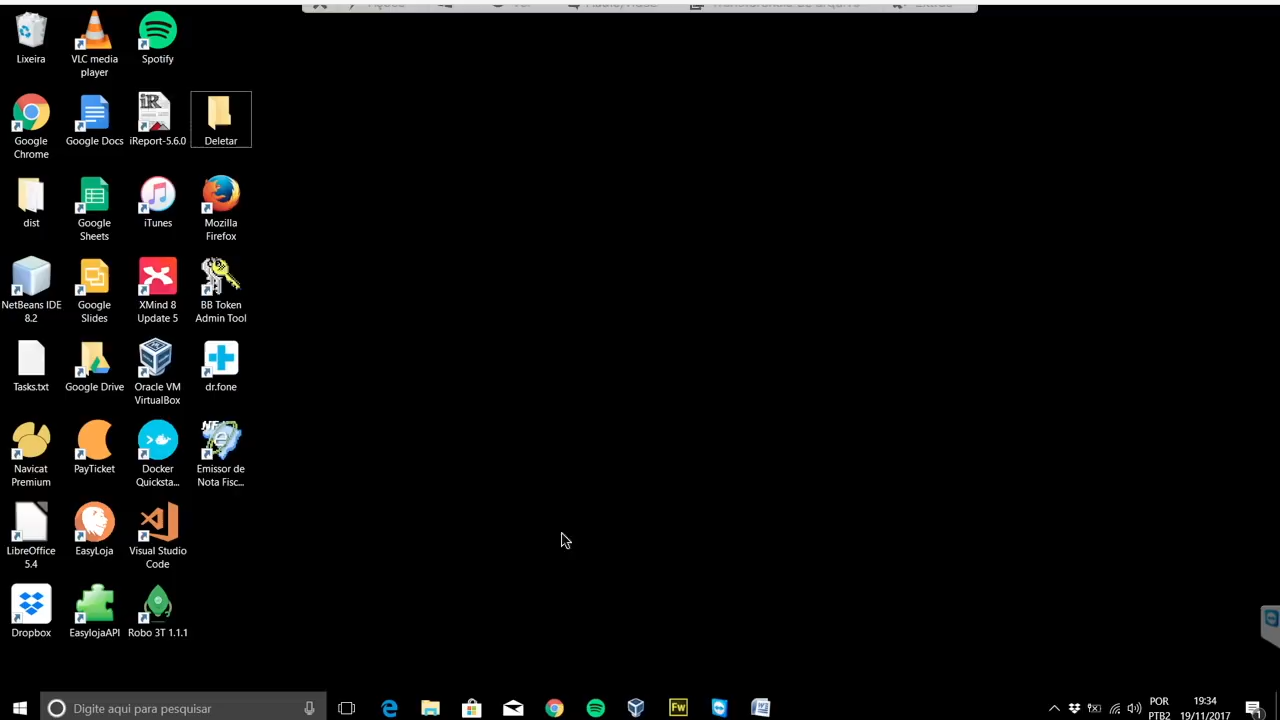 Lixeira
VLC media
player
Spotify
Google
Chrome
Google Docs
iR
iReport-5.6.0
Deletar
dist
Google
Sheets
iTunes
Mozilla
Firefox
NetBeans IDE
8.2
Google
Slides
XMind 8
Update 5
BB Token
Admin Tool
Tasks.txt
Google Drive
Oracle VM
VirtualBox
dr.fone
Navicat
Premium
PayTicket
Docker
Quicksta...
NF
e
Emissor de
Nota Fisc...
LibreOffice
5.4
EasyLoja
Visual Studio
Code
Dropbox
EasylojaAPI
Robo 3T 1.1.1
Digite aqui para pesquisar
Fw
POR
PTB2
19:34
19/11/2017
1